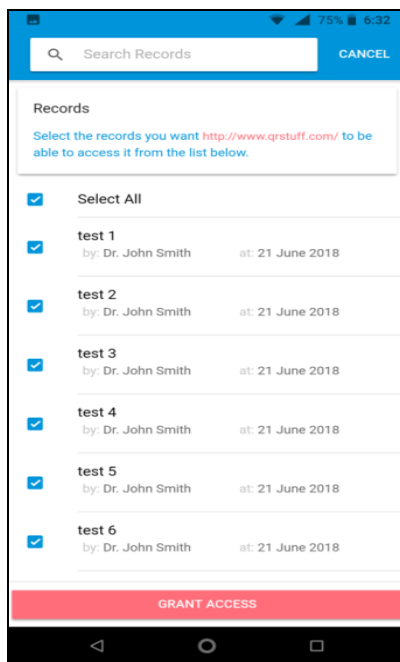 75% 6:32
Search Records CANCEL
Records
Select the records you want http://www.qrstuff.com/ to be
able to access it from the list below.
Select All
test 1
by: Dr. John Smith at: 21 June 2018
test 2
by: Dr. John Smith at: 21 June 2018
test 3
by: Dr. John Smith at: 21 June 2018
test 4
by: Dr. John Smith at: 21 June 2018
test 5
by: Dr. John Smith at: 21 June 2018
test 6
by: Dr. John Smith at: 21 June 2018
GRANT ACCESS